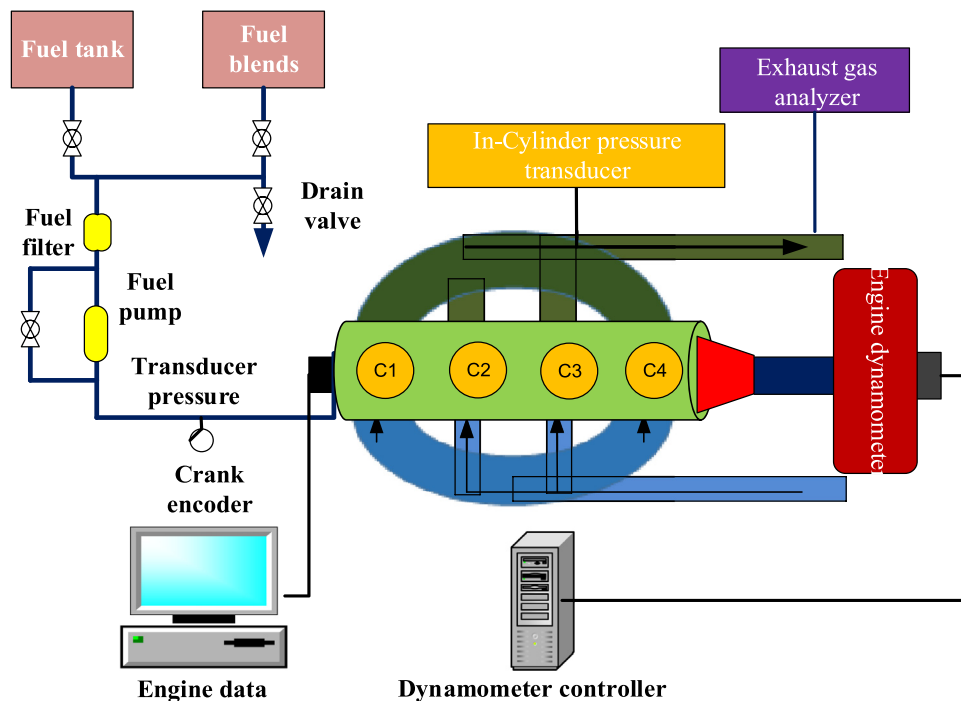 Fuel tank
Fuel
blends
Exhaust gas
analyzer
In-Cylinder pressure
transducer
Drain
valve
Fuel
filter
Fuel
pump
Transducer
pressure
Engine dynamometer
C1
C2
C3
C4
Crank
encoder
Engine data
Dynamometer controller